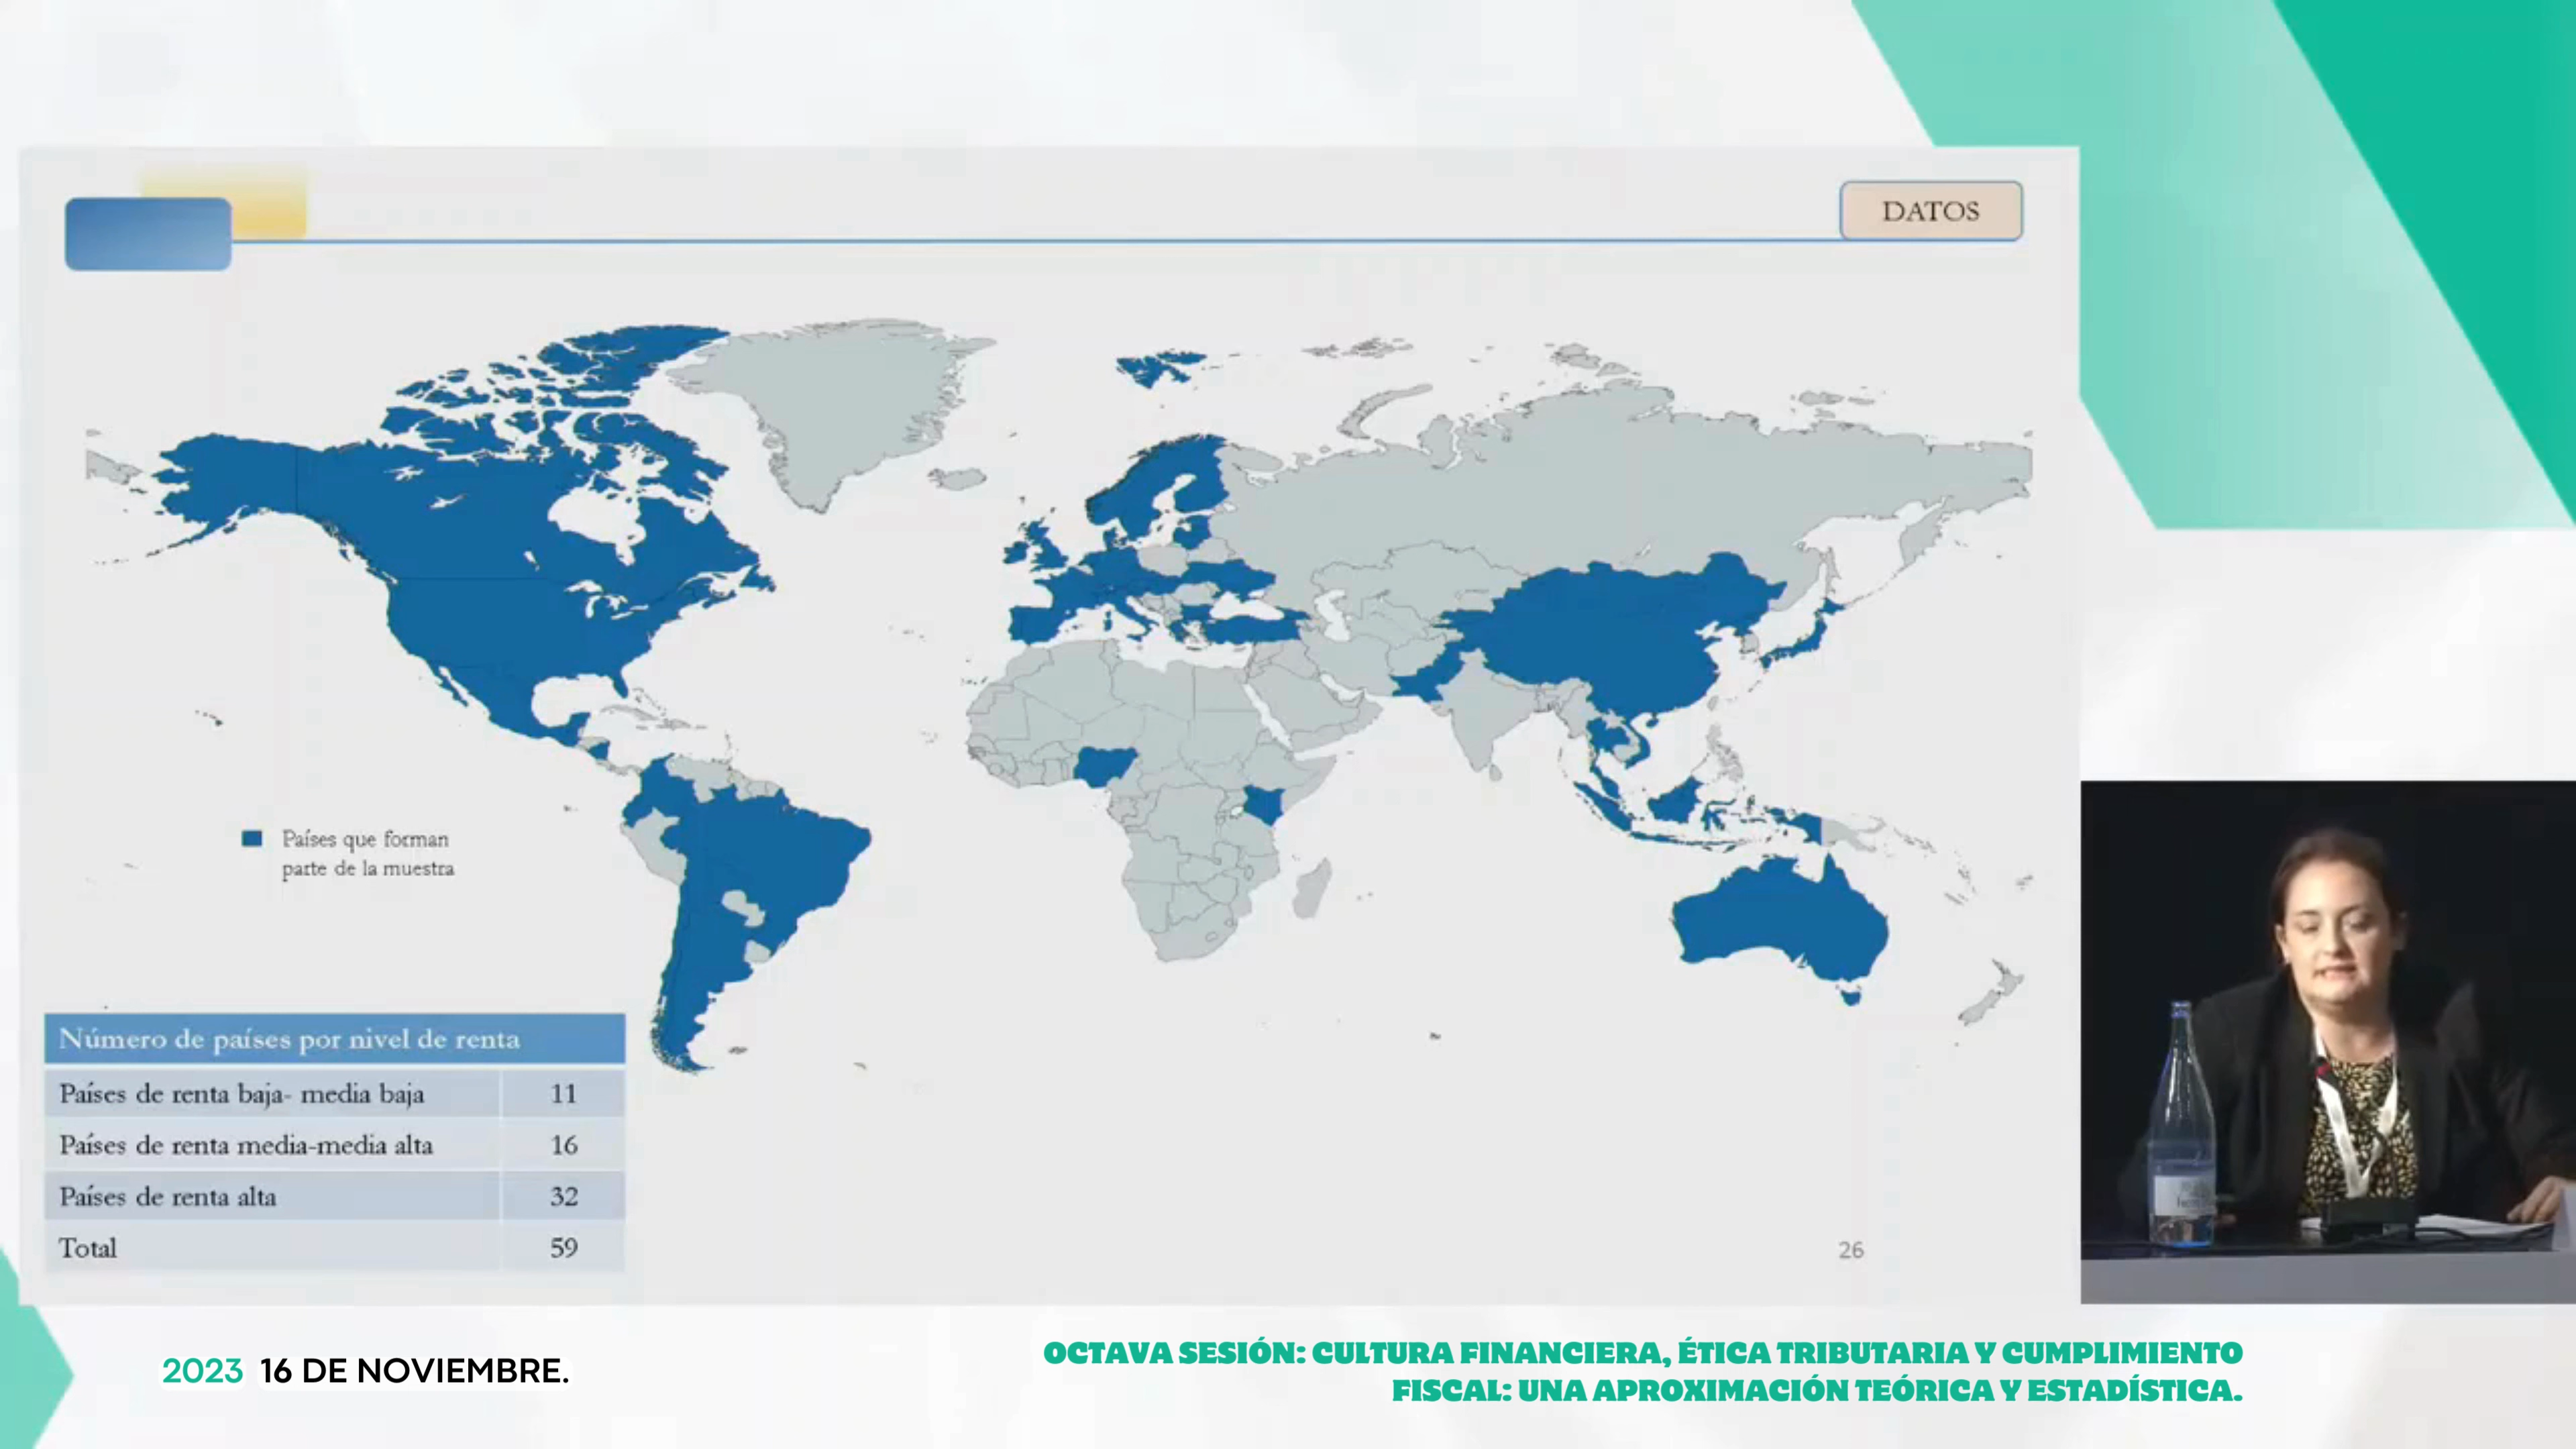 DATOS
Países que forman
parte de la muestra
Número de países por nivel de renta
Países de renta baja- media baja 11
Países de renta media-media alta 16
Países de renta alta 32
Total 59
26
2023 16 DE NOVIEMBRE.
OCTAVA SESIÓN: CULTURA FINANCIERA, ÉTICA TRIBUTARIA Y CUMPLIMIENTO
FISCAL: UNA APROXIMACIÓN TEÓRICA Y ESTADÍSTICA.